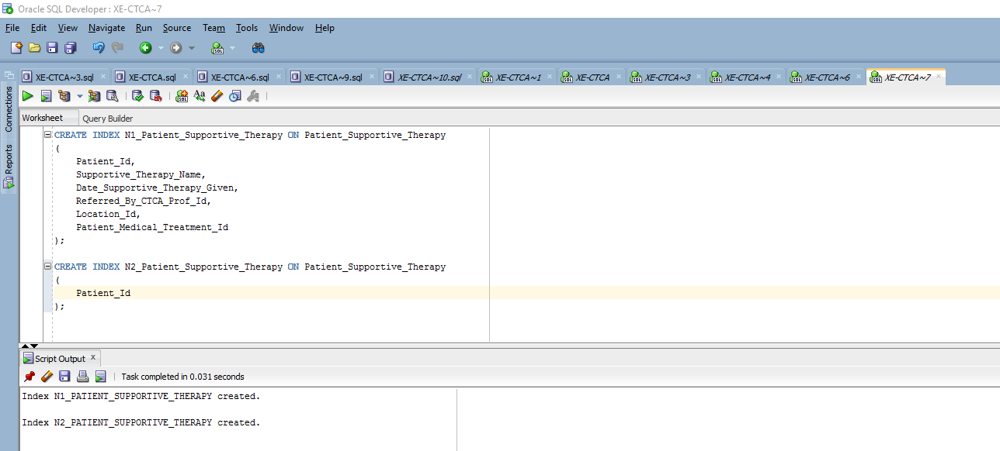 Oracle SQL Developer : XE-CTCA~7
File Edit View Navigate Run Source Team Tools Window Help
XE-CTCA~3.sql XE-CTCA.sql XE-CTCA~6.sql XE-CTCA~9.sql XE-CTCA~10.sql XE-CTCA~1 XE-CTCA XE-CTCA~3 XE-CTCA~4 XE-CTCA~6 XE-CTCA~7
Connections
Reports
Worksheet Query Builder
CREATE INDEX N1_Patient_Supportive_Therapy ON Patient_Supportive_Therapy
(
Patient_Id,
Supportive_Therapy_Name,
Date_Supportive_Therapy_Given,
Referred_By_CTCA_Prof_Id,
Location_Id,
Patient_Medical_Treatment_Id
);
CREATE INDEX N2_Patient_Supportive_Therapy ON Patient_Supportive_Therapy
(
Patient_Id
);
Script Output x
Task completed in 0.031 seconds
Index N1_PATIENT_SUPPORTIVE_THERAPY created.
Index N2_PATIENT_SUPPORTIVE_THERAPY created.